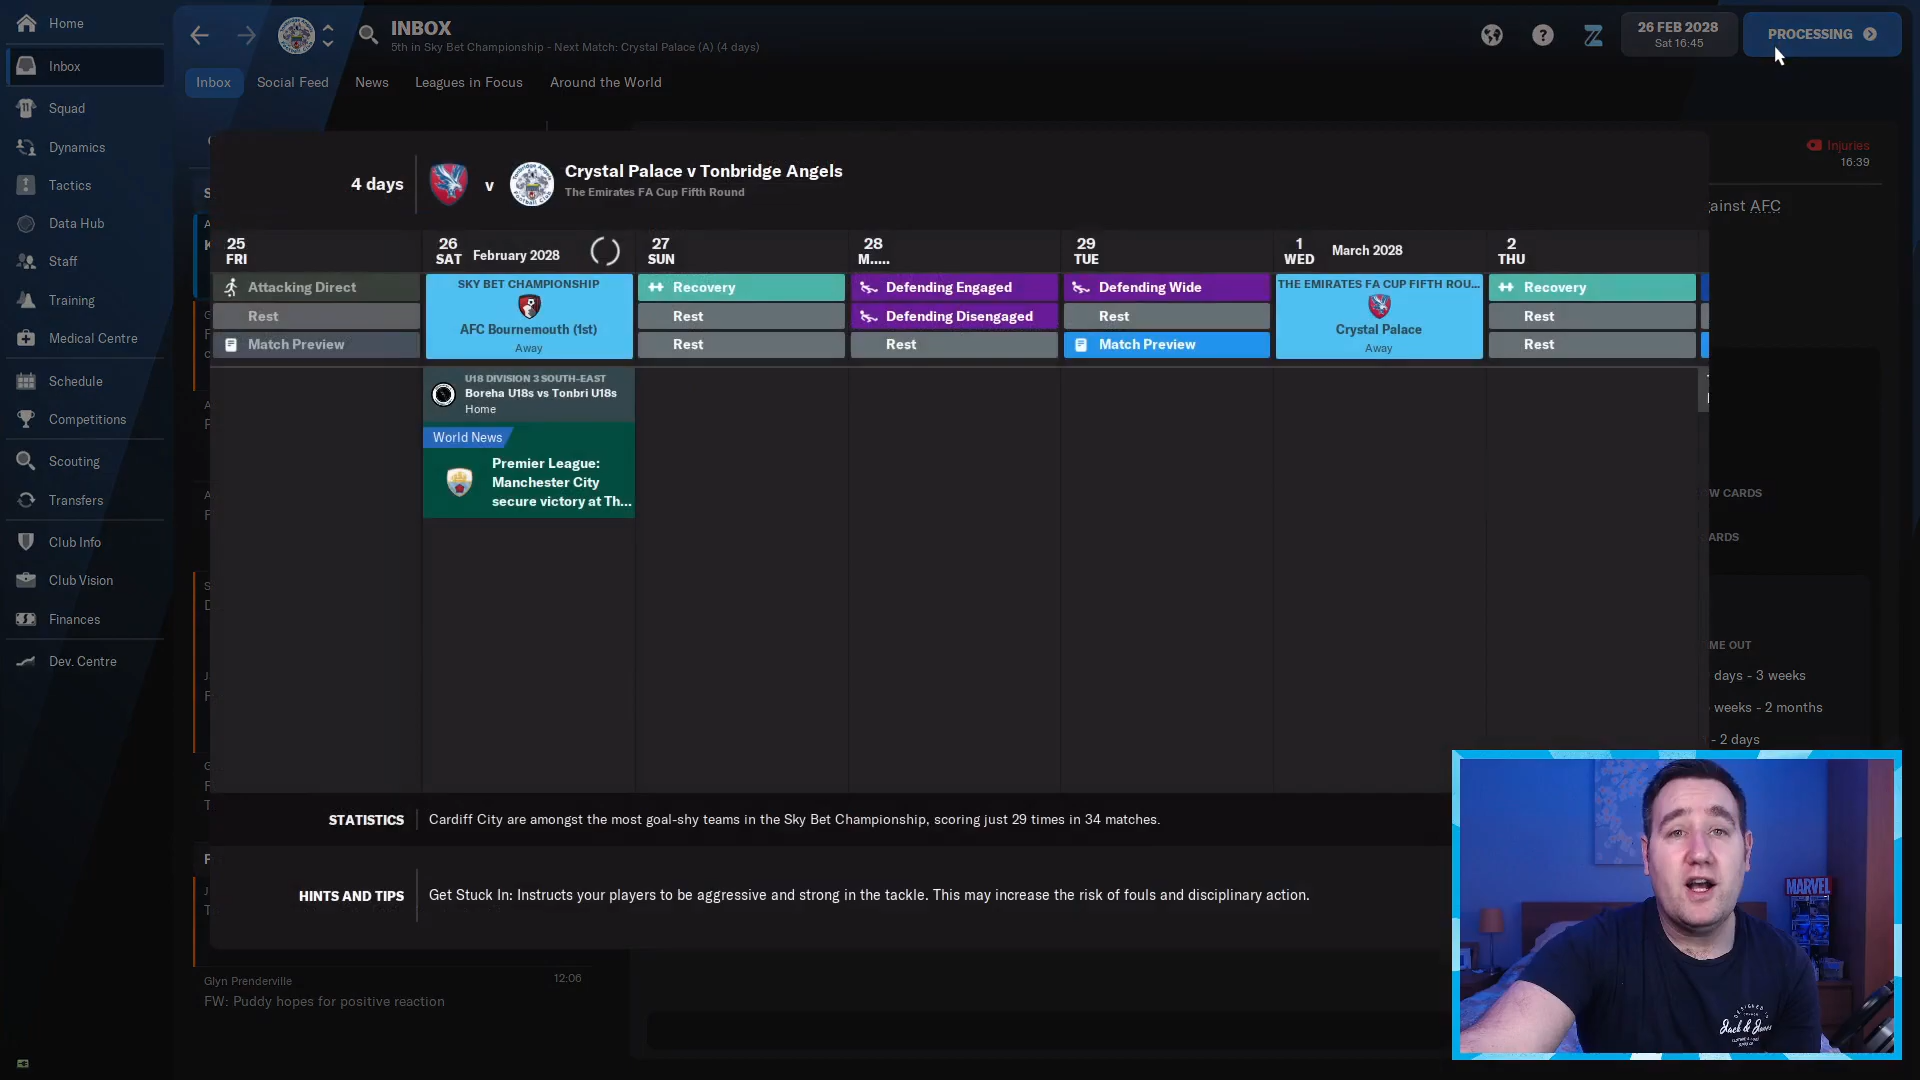 Home
INBOX
5th in Sky Bet Championship - Next Match: Crystal Palace (A) (4 days)
26 FEB 2028
Sat 16:45
PROCESSING
Inbox
Squad
Dynamics
Tactics
Data Hub
Staff
Training
Medical Centre
Schedule
Competitions
Scouting
Transfers
Club Info
Club Vision
Finances
Dev. Centre
Inbox
Social Feed
News
Leagues in Focus
Around the World
Injuries
16:39
ainst AFC
4 days
v
Crystal Palace v Tonbridge Angels
The Emirates FA Cup Fifth Round
25
FRI
Attacking Direct
Rest
Match Preview
26
SAT
February 2028
SKY BET CHAMPIONSHIP
AFC Bournemouth (1st)
Away
U18 DIVISION 3 SOUTH-EAST
Boreha U18s vs Tonbri U18s
Home
World News
Premier League:
Manchester City
secure victory at Th...
27
SUN
Recovery
Rest
Rest
28
M.....
Defending Engaged
Defending Disengaged
Rest
29
TUE
Defending Wide
Rest
Match Preview
1
WED
March 2028
THE EMIRATES FA CUP FIFTH ROU...
Crystal Palace
Away
2
THU
Recovery
Rest
Rest
W CARDS
ARDS
ME OUT
days - 3 weeks
weeks - 2 months
- 2 days
STATISTICS
Cardiff City are amongst the most goal-shy teams in the Sky Bet Championship, scoring just 29 times in 34 matches.
HINTS AND TIPS
Get Stuck In: Instructs your players to be aggressive and strong in the tackle. This may increase the risk of fouls and disciplinary action.
Glyn Prenderville
12:06
FW: Puddy hopes for positive reaction
MARVEL
Jack & Jones